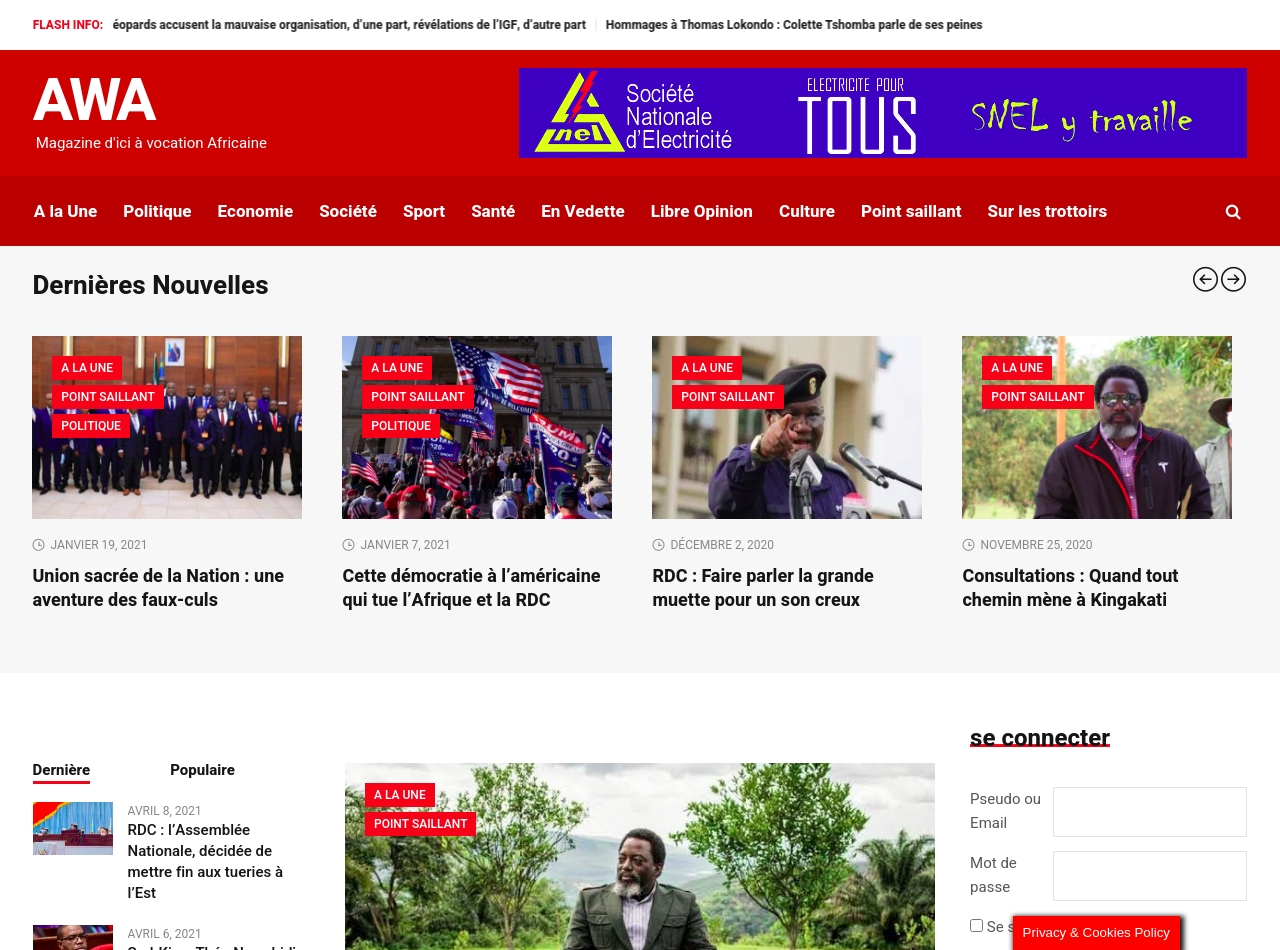 FLASH INFO: éopards accusent la mauvaise organisation, d’une part, révélations de l’IGF, d’autre part
Hommages à Thomas Lokondo : Colette Tshomba parle de ses peines
AWA
Magazine d'ici à vocation Africaine
snel
Société
Nationale
d’Electricité
ELECTRICITE POUR
TOUS
SNEL y travaille
A la Une Politique Economie Société Sport Santé En Vedette Libre Opinion Culture Point saillant Sur les trottoirs
Dernières Nouvelles
A LA UNE
POINT SAILLANT
POLITIQUE
JANVIER 19, 2021
Union sacrée de la Nation : une
aventure des faux-culs
A LA UNE
POINT SAILLANT
POLITIQUE
JANVIER 7, 2021
Cette démocratie à l’américaine
qui tue l’Afrique et la RDC
A LA UNE
POINT SAILLANT
DÉCEMBRE 2, 2020
RDC : Faire parler la grande
muette pour un son creux
A LA UNE
POINT SAILLANT
NOVEMBRE 25, 2020
Consultations : Quand tout
chemin mène à Kingakati
Dernière Populaire
AVRIL 8, 2021
RDC : l’Assemblée
Nationale, décidée de
mettre fin aux tueries à
l’Est
AVRIL 6, 2021
A LA UNE
POINT SAILLANT
se connecter
Pseudo ou
Email
Mot de
passe
Se
Privacy & Cookies Policy